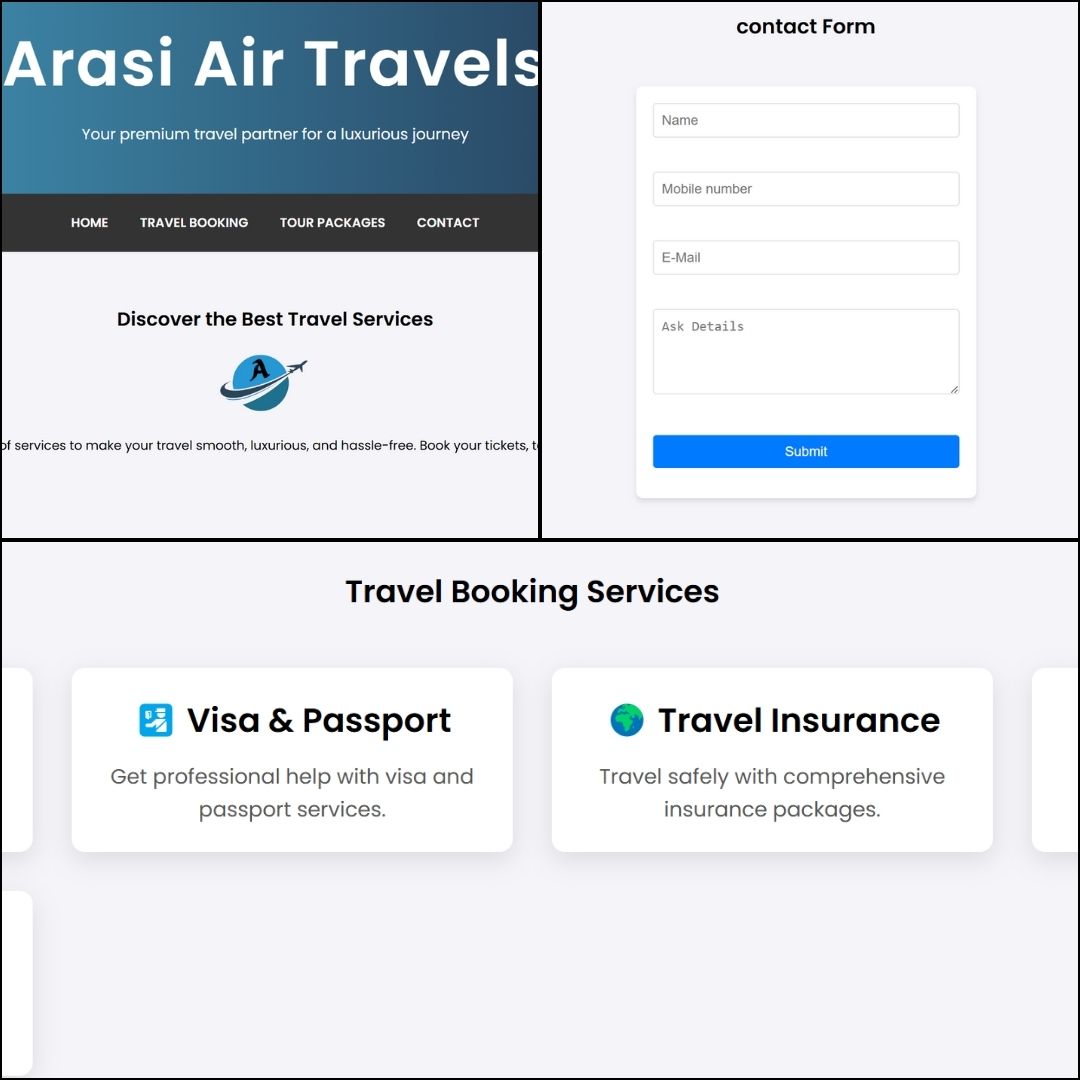 Arasi Air Travels
Your premium travel partner for a luxurious journey
HOME TRAVEL BOOKING TOUR PACKAGES CONTACT
Discover the Best Travel Services
A
of services to make your travel smooth, luxurious, and hassle-free. Book your tickets,
contact Form
Name
Mobile number
E-Mail
Ask Details
Submit
Travel Booking Services
Visa & Passport
Get professional help with visa and
passport services.
Travel Insurance
Travel safely with comprehensive
insurance packages.